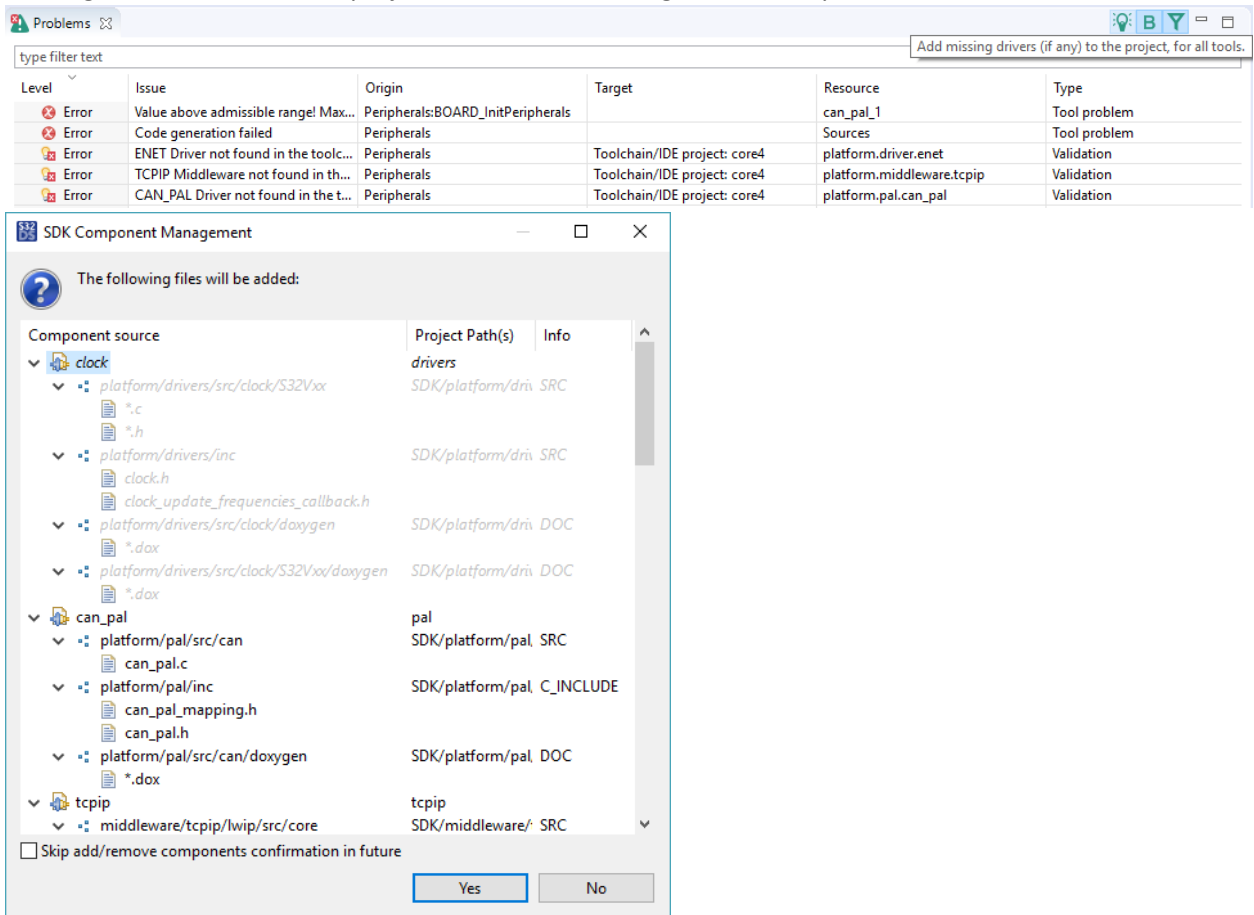 Problems
B
type filter text
Add missing drivers (if any) to the project, for all tools.
Level Issue Origin Target Resource Type
Error Value above admissible range! Max... Peripherals:BOARD_InitPeripherals can_pal_1 Tool problem
Error Code generation failed Peripherals Sources Tool problem
Error ENET Driver not found in the toolc... Peripherals Toolchain/IDE project: core4 platform.driver.enet Validation
Error TCPIP Middleware not found in th... Peripherals Toolchain/IDE project: core4 platform.middleware.tcpip Validation
Error CAN_PAL Driver not found in the t... Peripherals Toolchain/IDE project: core4 platform.pal.can_pal Validation
S32 DS SDK Component Management
The following files will be added:
Component source Project Path(s) Info
clock drivers
platform/drivers/src/clock/S32Vxx SDK/platform/driv SRC
*.c
*.h
platform/drivers/inc SDK/platform/driv SRC
clock.h
clock_update_frequencies_callback.h
platform/drivers/src/clock/doxygen SDK/platform/driv DOC
*.dox
platform/drivers/src/clock/S32Vxx/doxygen SDK/platform/driv DOC
*.dox
can_pal pal
platform/pal/src/can SDK/platform/pal, SRC
can_pal.c
platform/pal/inc SDK/platform/pal, C_INCLUDE
can_pal_mapping.h
can_pal.h
platform/pal/src/can/doxygen SDK/platform/pal, DOC
*.dox
tcpip tcpip
middleware/tcpip/lwip/src/core SDK/middleware/ SRC
Skip add/remove components confirmation in future
Yes No